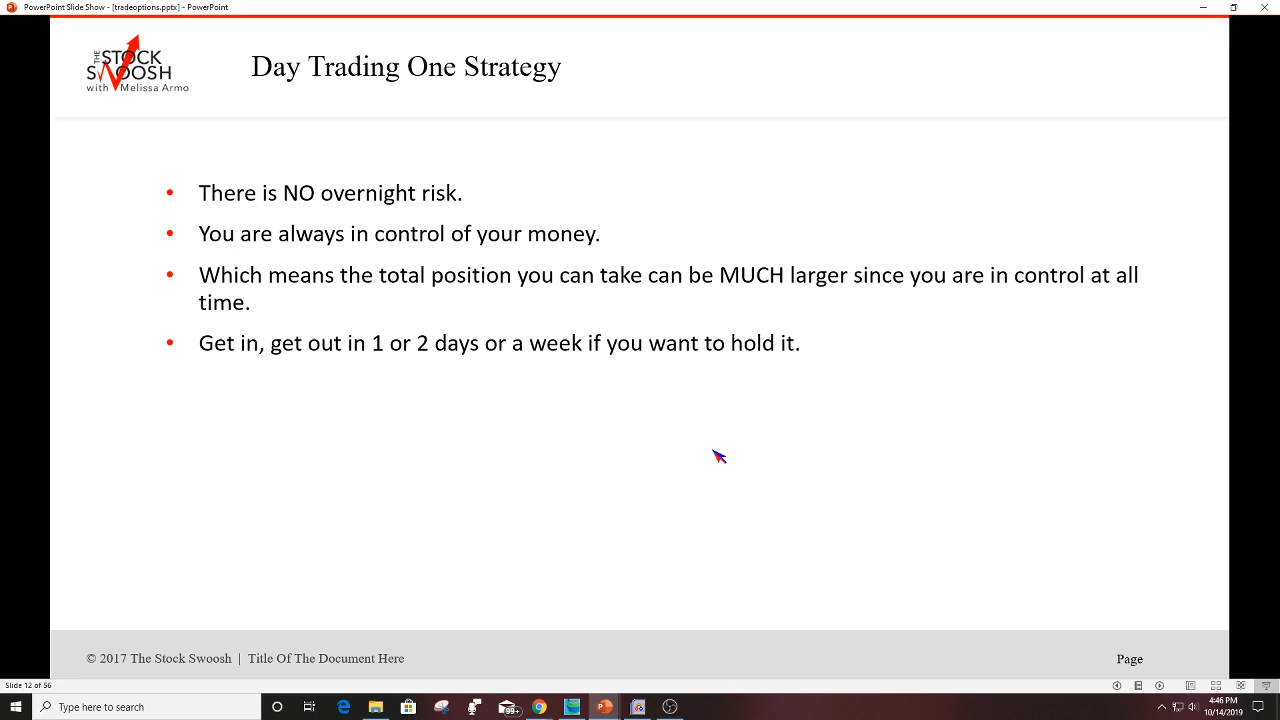 PowerPoint Slide Show - [tradeoptions.pptx] - PowerPoint
THE
STOCK
SWOOSH
with Melissa Armo
Day Trading One Strategy
• There is NO overnight risk.
• You are always in control of your money.
• Which means the total position you can take can be MUCH larger since you are in control at all
time.
• Get in, get out in 1 or 2 days or a week if you want to hold it.
© 2017 The Stock Swoosh | Title Of The Document Here
Page
Slide 12 of 56
Type here to search
99+
4:46 PM
10/14/2019